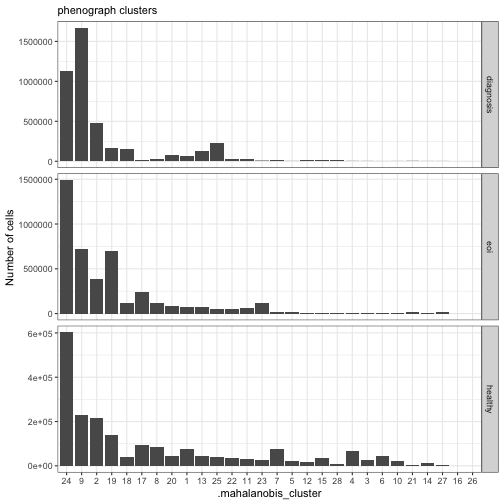 phenograph clusters
1500000
1000000
500000
0
diagnosis
1500000
1000000
500000
0
eoi
6e+05
4e+05
2e+05
0e+00
healthy
24 9 2 19 18 17 8 20 1 13 25 22 11 23 7 5 12 15 28 4 3 6 10 21 14 27 16 26
.mahalanobis_cluster
Number of cells